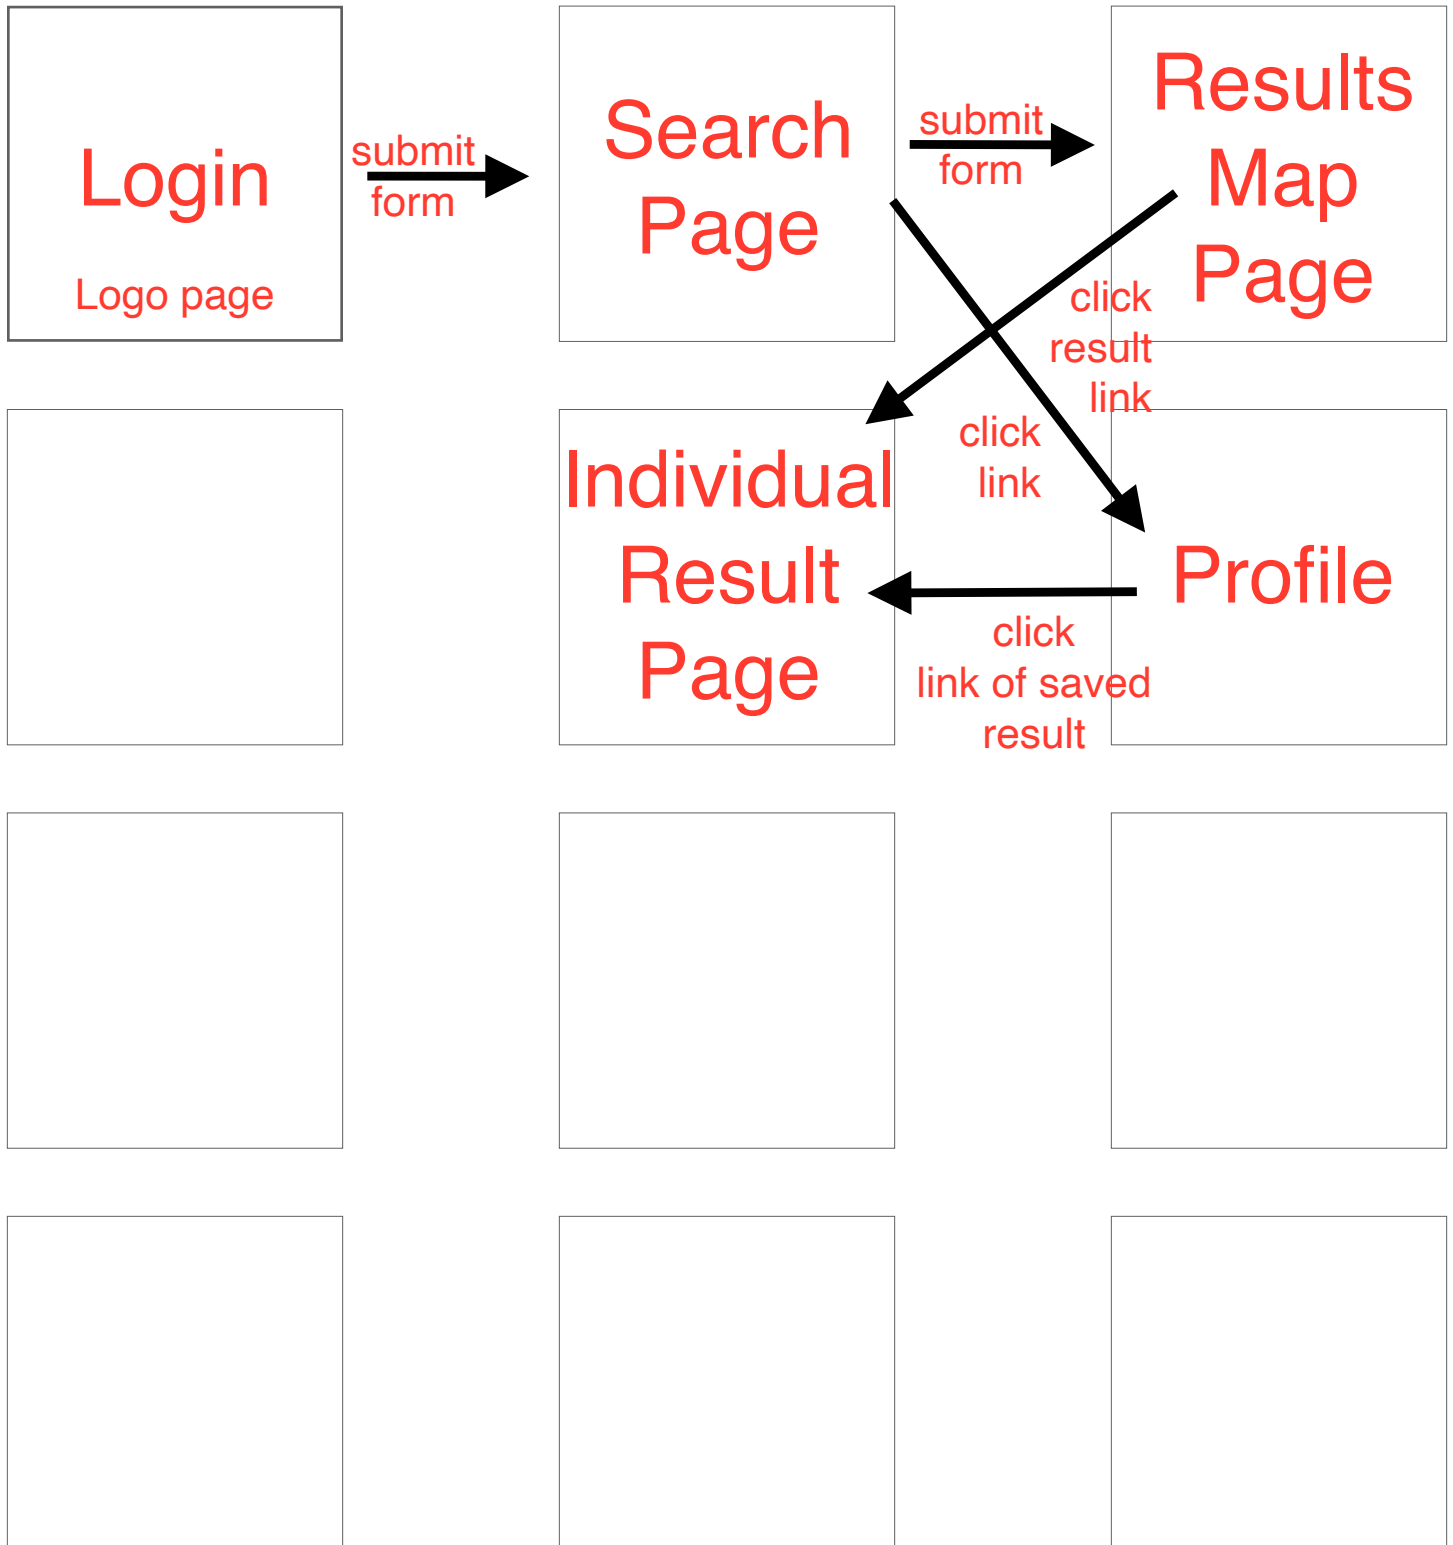 Login
Logo page
submit
form
Search
Page
submit
form
Results
Map
Page
click
result
link
click
link
Individual
Result
Page
Profile
click
link of saved
result